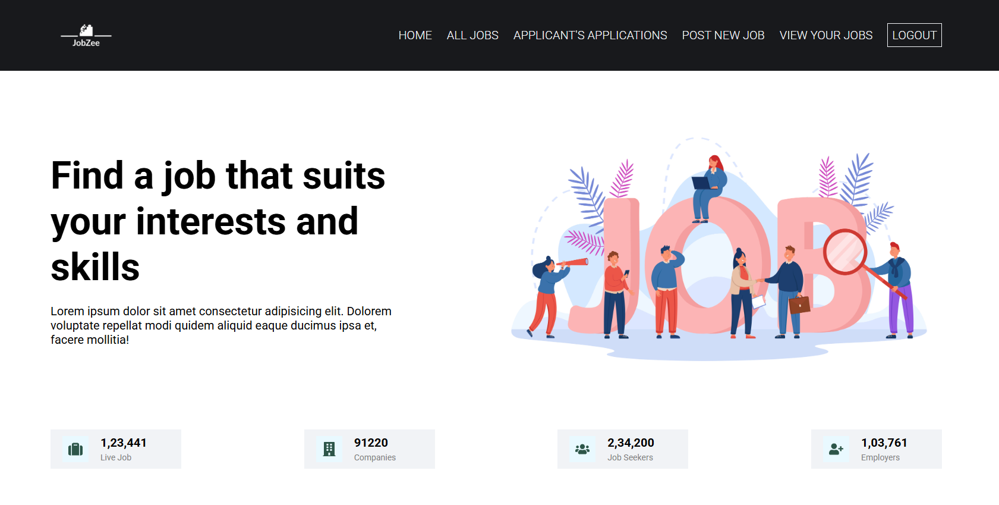 JobZee
HOME ALL JOBS APPLICANT'S APPLICATIONS POST NEW JOB VIEW YOUR JOBS LOGOUT
Find a job that suits
your interests and
skills
Lorem ipsum dolor sit amet consectetur adipisicing elit. Dolorem
voluptate repellat modi quidem aliquid eaque ducimus ipsa et,
facere mollitia!
JOB
1,23,441
Live Job
91220
Companies
2,34,200
Job Seekers
1,03,761
Employers